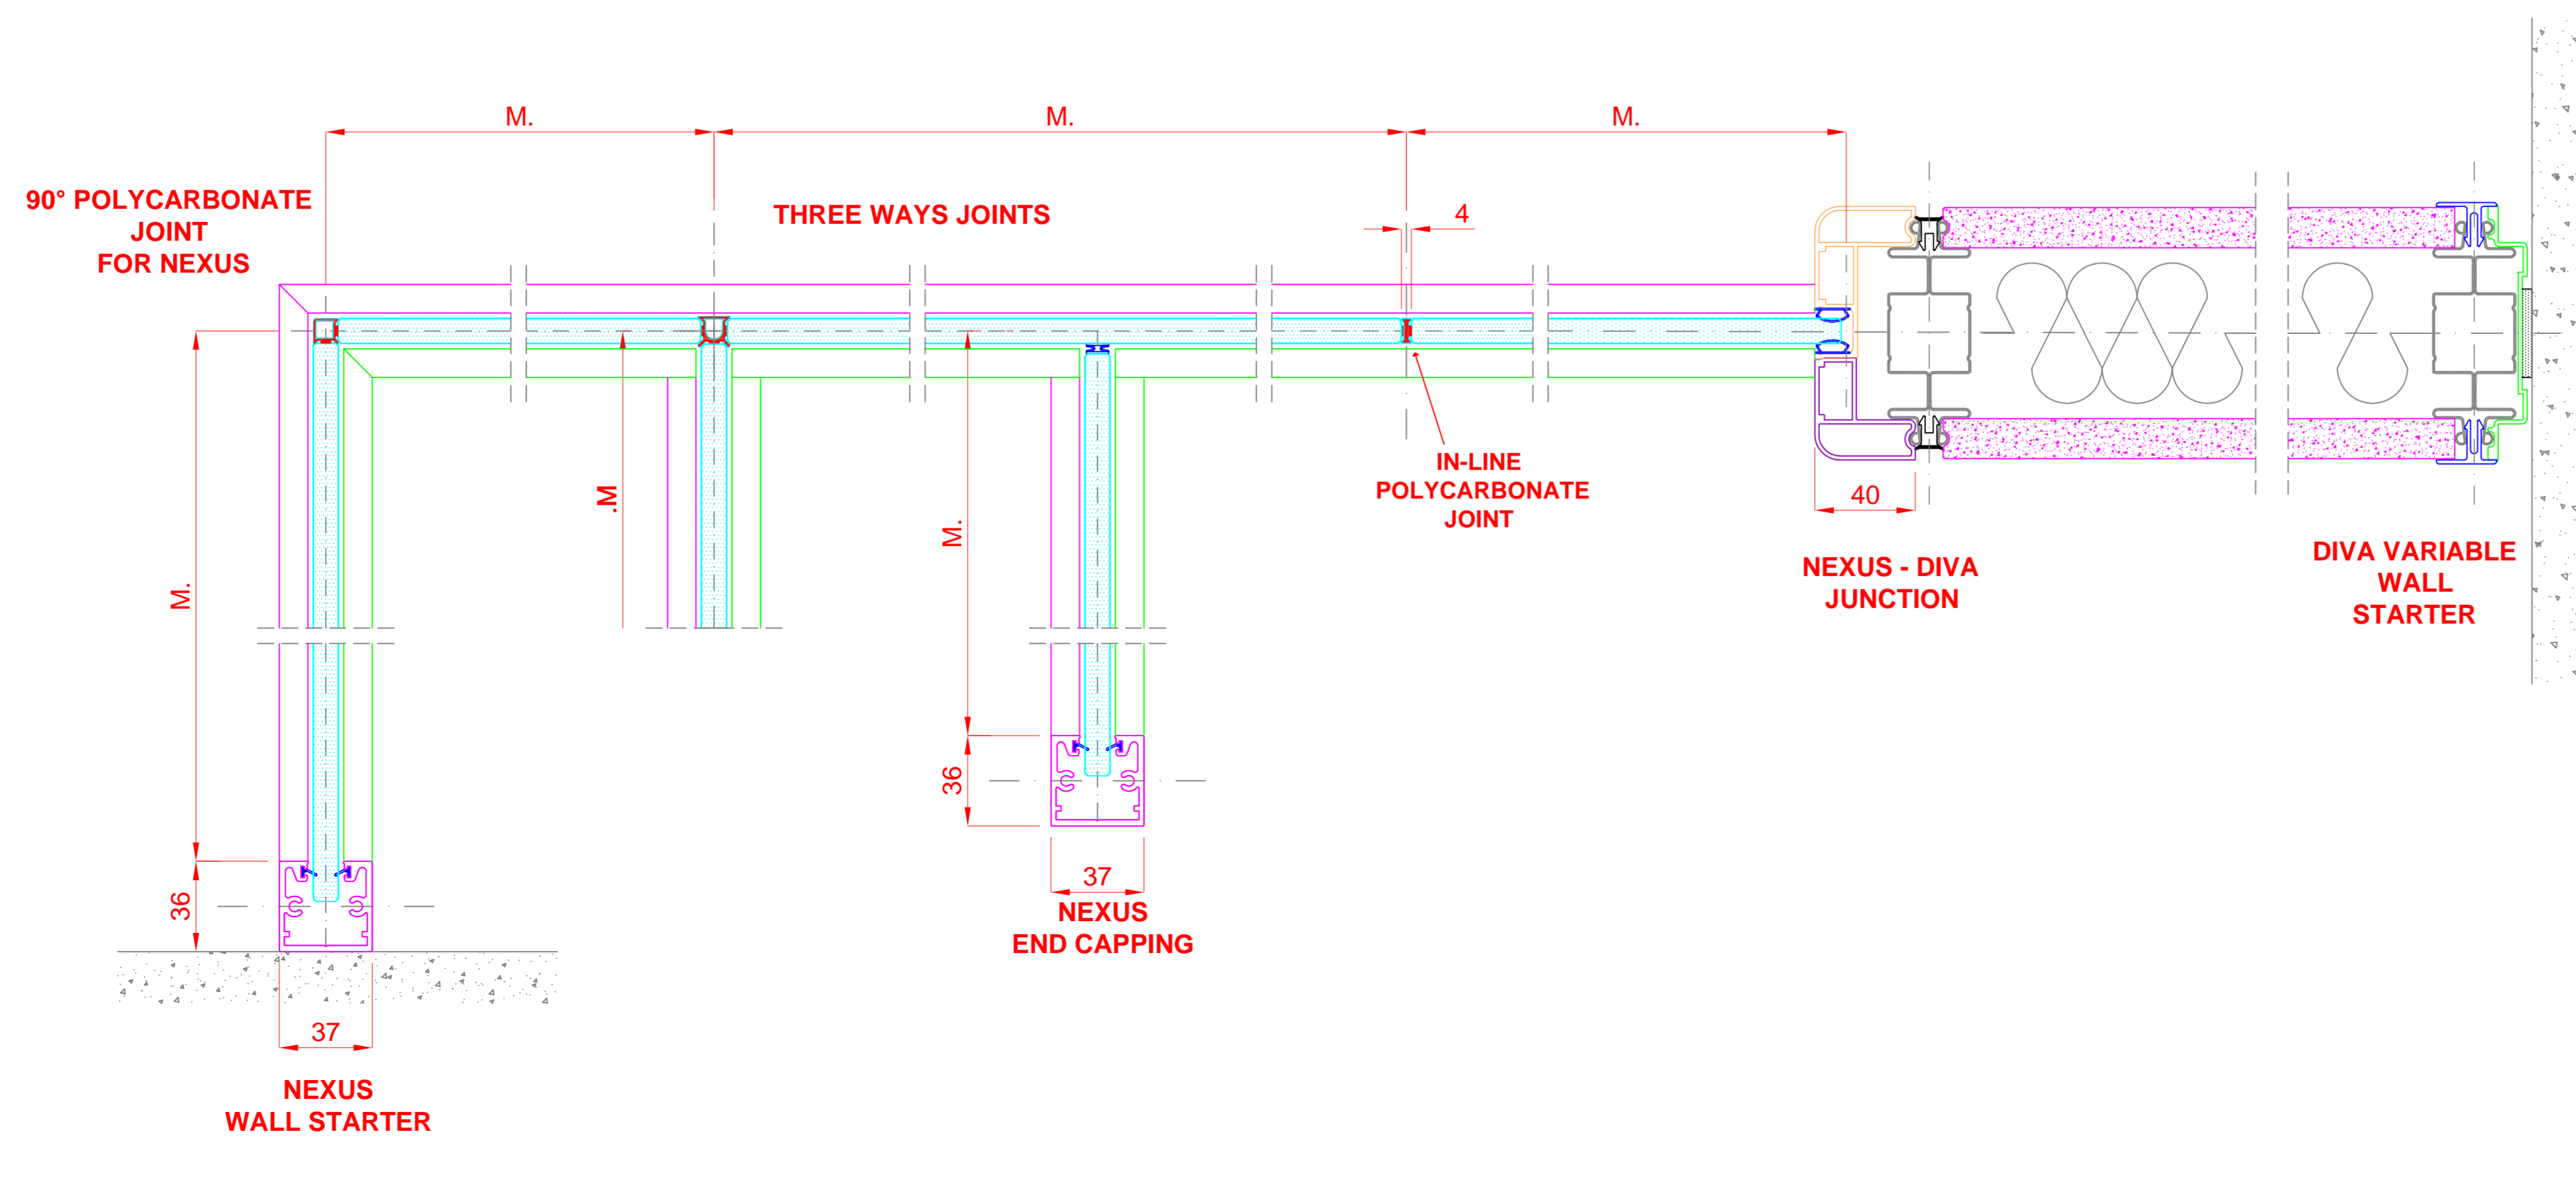 M.
M.
M.
90° POLYCARBONATE
JOINT
FOR NEXUS
THREE WAYS JOINTS
4
IN-LINE
POLYCARBONATE
JOINT
40
NEXUS - DIVA
JUNCTION
DIVA VARIABLE
WALL
STARTER
M.
.M
M.
36
37
NEXUS
END CAPPING
36
37
NEXUS
WALL STARTER